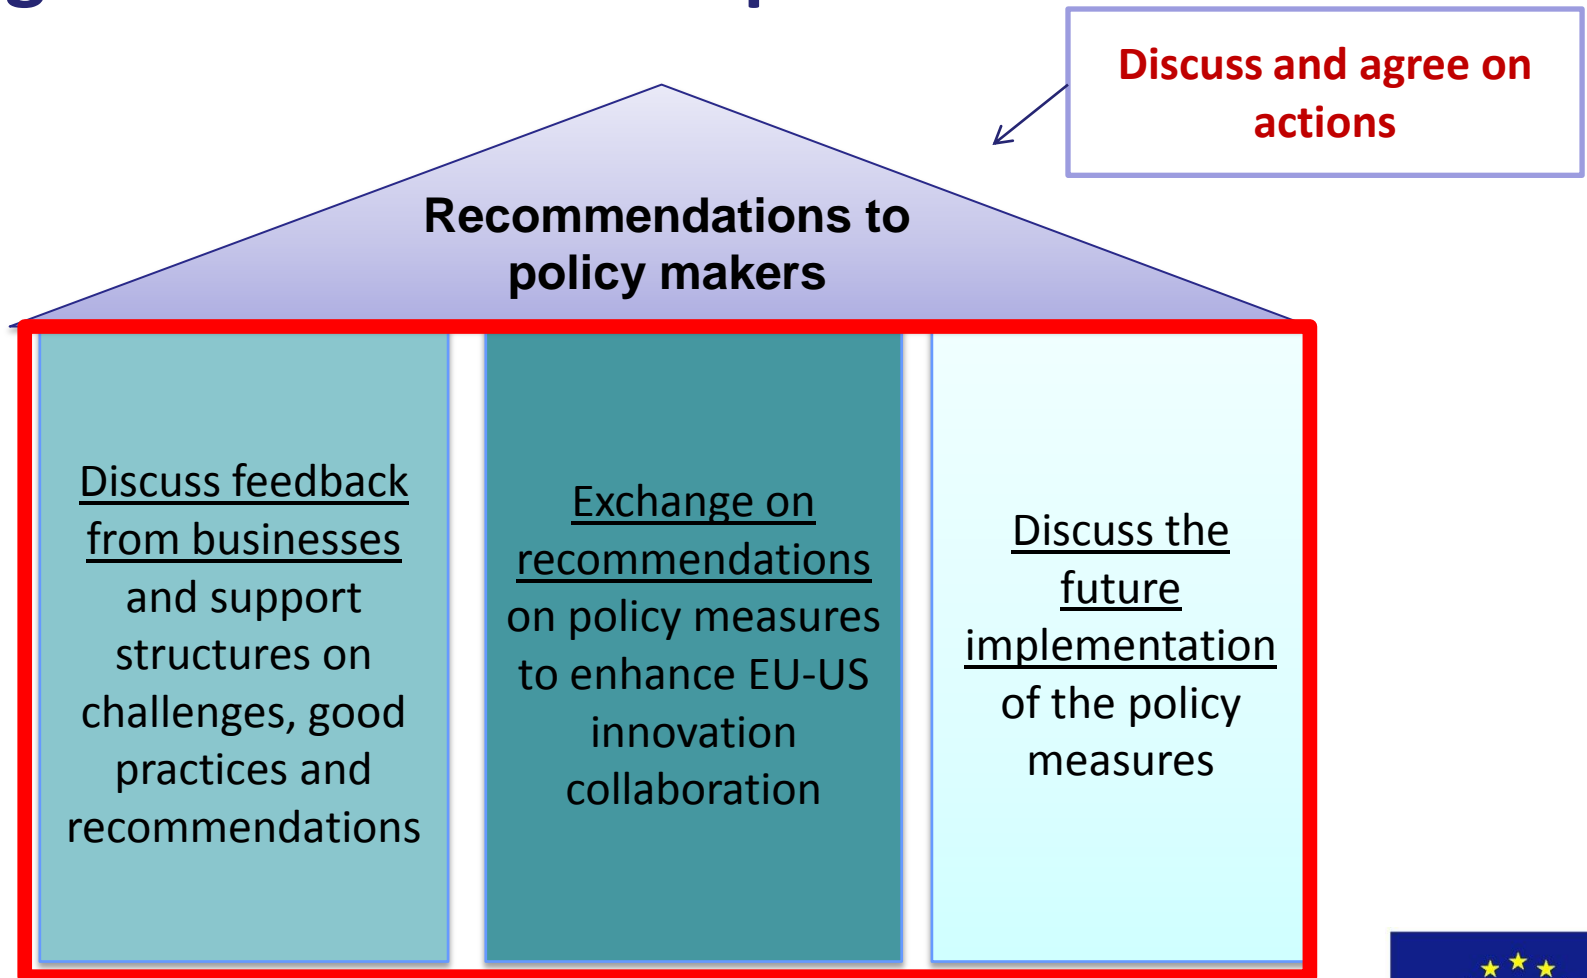 Discuss and agree on
actions
Recommendations to
policy makers
Discuss feedback
from businesses
and support
structures on
challenges, good
practices and
recommendations
Exchange on
recommendations
on policy measures
to enhance EU-US
innovation
collaboration
Discuss the
future
implementation
of the policy
measures